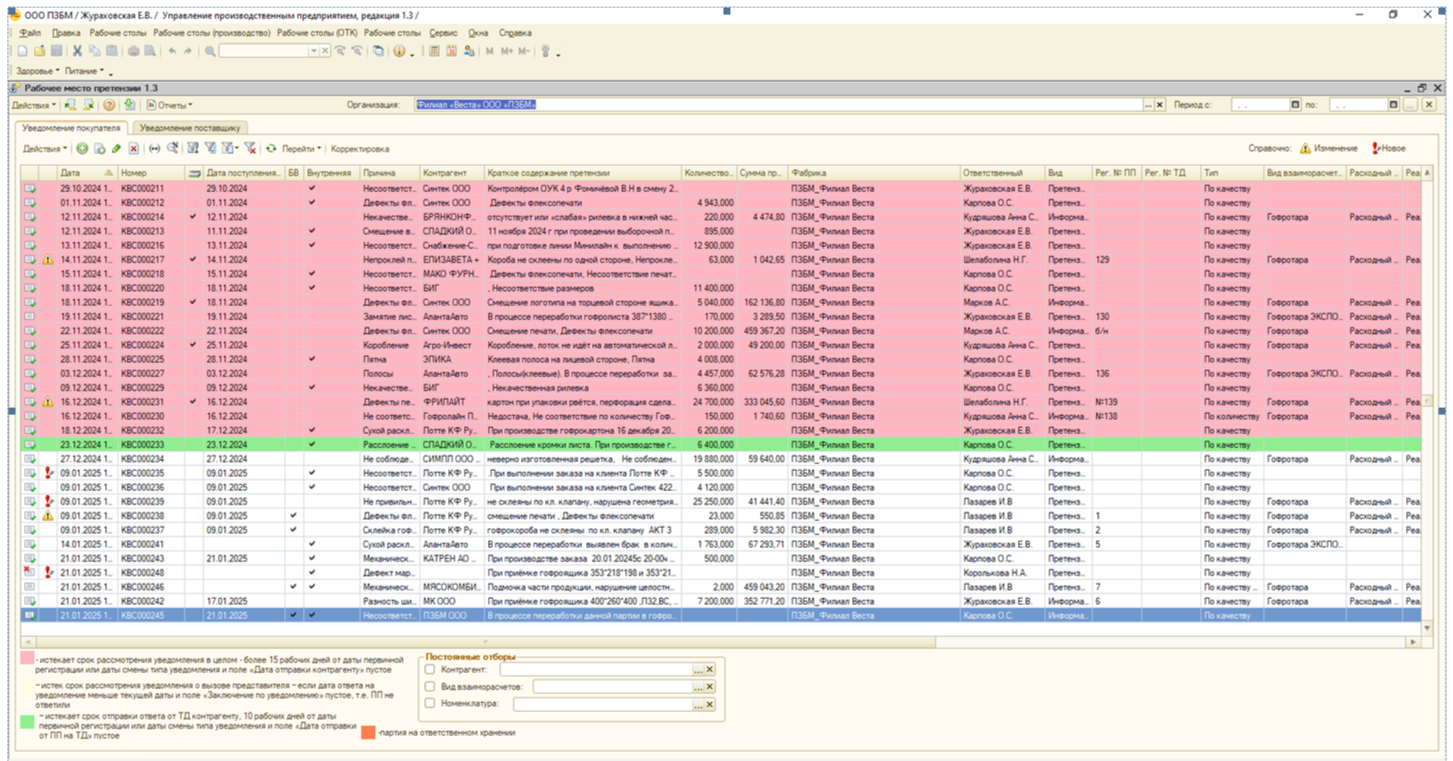 ООО ПЗБМ / Жураховская Е.В. / Управление производственным предприятием, редакция 1.3 /
Файл Правка Рабочие столы Рабочие столы (производство) Рабочие столы (ОТК) Рабочие столы Сервис Окна Справка
M M+ M-
Здоровье Питание
Рабочее место претензии 1.3
Действия Отчеты Организация: Филиал «Веста» ООО «ПЗБМ» Период с: . . по: . .
Уведомление покупателя Уведомление поставщику
Действия Перейти Корректировка Справочно: Изменение Новое
Дата Номер Дата поступления... БВ Внутренняя Причина Контрагент Краткое содержание претензии Количество... Сумма пр... Фабрика Ответственный Вид Рег. № ПП Рег. № ТД Тип Вид взаиморасчет... Расходный ... Реа
29.10.2024 1... КВС000211 29.10.2024 Несоответст... Синтек ООО Контролёром ОУК 4 р Фомичёвой В.Н в смену 2... ПЗБМ_Филиал Веста Жураховская Е.В. Претенз... По качеству
01.11.2024 1... КВС000212 01.11.2024 Дефекты фл... Синтек ООО Дефекты флексопечати 4 943,000 ПЗБМ_Филиал Веста Карпова О.С. Претенз... По качеству
12.11.2024 1... КВС000214 12.11.2024 Некачестве... БРЯНКОНФ... отсутствует или «слабая» рилевка в нижней час... 220,000 4 474,80 ПЗБМ_Филиал Веста Кудряшова Анна С... Информа... По качеству Гофротара Расходный ... Реа
12.11.2024 1... КВС000213 11.11.2024 Смещение в... СЛАДКИЙ О... 11 ноября 2024 г при проведении выборочной п... 895,000 ПЗБМ_Филиал Веста Жураховская Е.В. Претенз... По качеству
13.11.2024 1... КВС000216 13.11.2024 Несоответст... Снабжение-С... при подготовке линии Минилайн к выполнению ... 12 900,000 ПЗБМ_Филиал Веста Жураховская Е.В. Претенз... По качеству
14.11.2024 1... КВС000217 14.11.2024 Непроклей п... ЕЛИЗАВЕТА + Короба не склеены по одной стороне, Непрокле... 63,000 1 042,65 ПЗБМ_Филиал Веста Шелаболина Н.Г. Претенз... 129 По качеству Гофротара Расходный ... Реа
15.11.2024 1... КВС000218 15.11.2024 Несоответст... МАКО ФУРН... Дефекты флексопечати, Несоответствие печат... ПЗБМ_Филиал Веста Карпова О.С. Претенз... По качеству
18.11.2024 1... КВС000220 18.11.2024 Несоответст... БИГ , Несоответствие размеров 11 400,000 ПЗБМ_Филиал Веста Карпова О.С. Претенз... По качеству
18.11.2024 1... КВС000219 18.11.2024 Дефекты фл... Синтек ООО Смещение логотипа на торцевой стороне ящика... 5 040,000 162 136,80 ПЗБМ_Филиал Веста Марков А.С. Информа... По качеству Гофротара Расходный ... Реа
19.11.2024 1... КВС000221 19.11.2024 Замятие лис... АлантаАвто В процессе переработки гофролиста 387*1380 ... 170,000 3 289,50 ПЗБМ_Филиал Веста Жураховская Е.В. Претенз... 130 По качеству Гофротара ЭКСПО... Расходный ... Реа
22.11.2024 1... КВС000222 22.11.2024 Дефекты фл... Синтек ООО Смещение печати, Дефекты флексопечати 10 200,000 459 367,20 ПЗБМ_Филиал Веста Марков А.С. Информа... б/н По качеству Гофротара Расходный ... Реа
25.11.2024 1... КВС000224 25.11.2024 Коробление Агро-Инвест Коробление, лоток не идёт на автоматической л... 2 000,000 49 200,00 ПЗБМ_Филиал Веста Кудряшова Анна С... Информа... По качеству Гофротара Расходный ... Реа
28.11.2024 1... КВС000225 28.11.2024 Пятна ЭПИКА Клеевая полоса на лицевой стороне, Пятна 4 008,000 ПЗБМ_Филиал Веста Карпова О.С. Претенз... По качеству
03.12.2024 1... КВС000227 03.12.2024 Полосы АлантаАвто , Полосы(клеевые). В процессе переработки за... 4 457,000 62 576,28 ПЗБМ_Филиал Веста Жураховская Е.В. Претенз... 136 По качеству Гофротара ЭКСПО... Расходный ... Реа
09.12.2024 1... КВС000229 09.12.2024 Некачестве... БИГ , Некачественная рилевка 6 360,000 ПЗБМ_Филиал Веста Карпова О.С. Претенз... По качеству
16.12.2024 1... КВС000231 16.12.2024 Дефекты пе... ФРИЛАЙТ картон при упаковки рвётся, перфорация сдела... 24 700,000 333 045,60 ПЗБМ_Филиал Веста Шелаболина Н.Г. Претенз... №139 По качеству Гофротара Расходный ... Реа
16.12.2024 1... КВС000230 16.12.2024 Не соответс... Гофролайн П... Недостача, Не соответствие по количеству Гоф... 150,000 1 740,60 ПЗБМ_Филиал Веста Кудряшова Анна С... Информа... №138 По количеству Гофротара Расходный ... Реа
18.12.2024 1... КВС000232 17.12.2024 Сухой раскл... Лотте КФ Ру... При производстве гофрокартона 16 декабря 20... 6 200,000 ПЗБМ_Филиал Веста Жураховская Е.В. Претенз... По качеству
23.12.2024 1... КВС000233 23.12.2024 Расслоение ... СЛАДКИЙ О... Расслоение кромки листа. При производстве г... 6 400,000 ПЗБМ_Филиал Веста Карпова О.С. Претенз... По качеству
27.12.2024 1... КВС000234 27.12.2024 Не соблюде... СИМПЛ ООО ... неверно изготовленная решетка, Не соблюден... 19 880,000 59 640,00 ПЗБМ_Филиал Веста Кудряшова Анна С... Информа... По качеству Гофротара Расходный ... Реа
09.01.2025 1... КВС000235 09.01.2025 Несоответст... Лотте КФ Ру... .При выполнении заказа на клиента Лотте КФ ... 5 500,000 ПЗБМ_Филиал Веста Карпова О.С. Претенз... По качеству
09.01.2025 1... КВС000236 09.01.2025 Несоответст... Синтек ООО .При выполнении заказа на клиента Синтек 422... 4 120,000 ПЗБМ_Филиал Веста Карпова О.С. Претенз... По качеству
09.01.2025 1... КВС000239 09.01.2025 Не привильн... Лотте КФ Ру... не склеяны по кл. клапану, нарушена геометрия... 25 250,000 41 441,40 ПЗБМ_Филиал Веста Лазарев И.В Претенз... По качеству Гофротара Расходный ... Реа
09.01.2025 1... КВС000238 09.01.2025 Дефекты фл... Лотте КФ Ру... смещение печати , Дефекты флексопечати 23,000 550,85 ПЗБМ_Филиал Веста Лазарев И.В Претенз... 1 По качеству Гофротара Расходный ... Реа
09.01.2025 1... КВС000237 09.01.2025 Склейка гоф... Лотте КФ Ру... гофрокороба не склеяны по кл. клапану АКТ 3 289,000 5 982,30 ПЗБМ_Филиал Веста Лазарев И.В Претенз... 2 По качеству Гофротара Расходный ... Реа
14.01.2025 1... КВС000241 Сухой раскл... АлантаАвто В процессе переработки выявлен брак в колич... 1 763,000 67 293,71 ПЗБМ_Филиал Веста Жураховская Е.В. Претенз... 5 По качеству Гофротара ЭКСПО...
21.01.2025 1... КВС000243 21.01.2025 Механическ... КАТРЕН АО ... При производстве заказа 20.01.20245с 20-00ч ... 500,000 ПЗБМ_Филиал Веста Карпова О.С. Претенз... По качеству
21.01.2025 1... КВС000248 Дефект мар... При приёмке гофроящика 353*218*198 и 353*21... ПЗБМ_Филиал Веста Королькова Н.А. Претенз... По качеству
21.01.2025 1... КВС000246 Механическ... МЯСОКОМБИ... Подмочка части продукции, нарушение целостн... 2,000 459 043,20 ПЗБМ_Филиал Веста Лазарев И.В Претенз... 7 По качеству ... Гофротара Расходный ... Реа
21.01.2025 1... КВС000242 17.01.2025 Разность ши... МК ООО При приёмке гофроящика 400*260*400 ,П32,ВС, ... 7 200,000 352 771,20 ПЗБМ_Филиал Веста Жураховская Е.В. Информа... 6 По качеству Гофротара Расходный ... Реа
21.01.2025 1... КВС000245 21.01.2025 Несоответст... ПЗБМ ООО В процессе переработки данной партии в гофро... ПЗБМ_Филиал Веста Карпова О.С. Информа... По качеству
- истекает срок рассмотрения уведомления в целом - более 15 рабочих дней от даты первичной
регистрации или даты смены типа уведомления и поле «Дата отправки контрагенту» пустое
– истек срок рассмотрения уведомления о вызове представителя – если дата ответа на
уведомление меньше текущей даты и поле «Заключение по уведомлению» пустое, т.е. ПП не
ответили
– истекает срок отправки ответа от ТД контрагенту, 10 рабочих дней от даты
первичной регистрации или даты смены типа уведомления и поле «Дата отправки
от ПП на ТД» пустое
-партия на ответственном хранении
Постоянные отборы
Контрагент:
Вид взаиморасчетов:
Номенклатура: